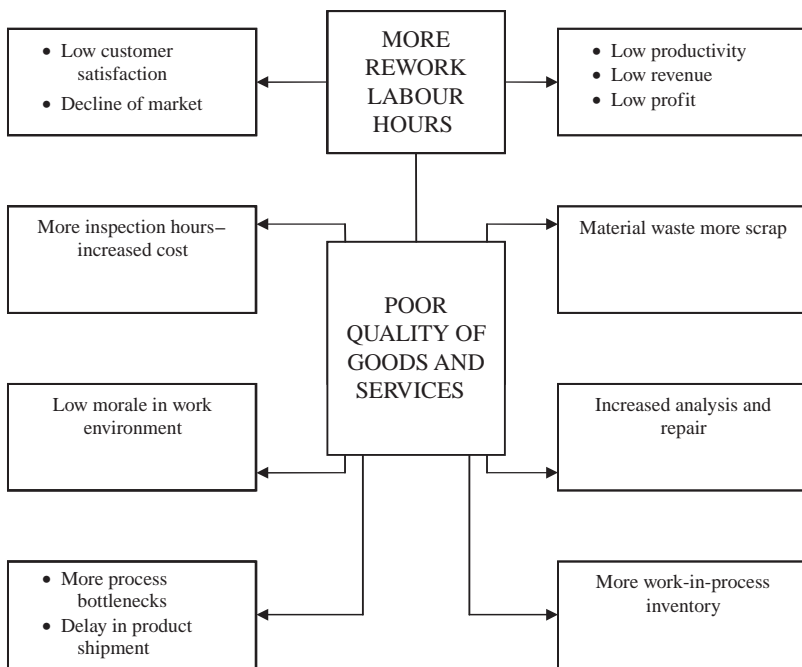 • Low customer
satisfaction
• Decline of market
MORE
REWORK
LABOUR
HOURS
• Low productivity
• Low revenue
• Low profit
More inspection hours–
increased cost
Material waste more scrap
POOR
QUALITY OF
GOODS AND
SERVICES
Low morale in work
environment
Increased analysis and
repair
• More process
bottlenecks
• Delay in product
shipment
More work-in-process
inventory